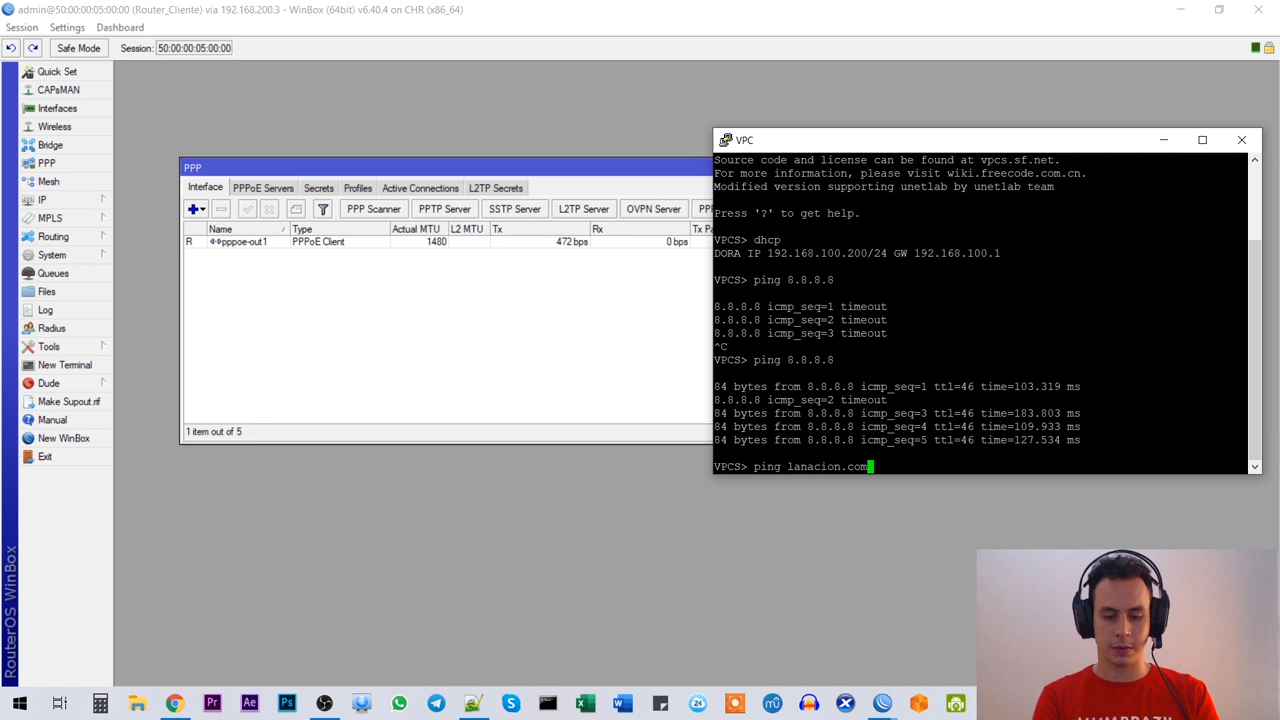 admin@50:00:00:05:00:00 (Router_Cliente) via 192.168.200.3 - WinBox (64bit) v6.40.4 on CHR (x86_64)
Session Settings Dashboard
Safe Mode Session: 50:00:00:05:00:00
Quick Set
CAPsMAN
Interfaces
Wireless
Bridge
PPP
Mesh
IP
MPLS
Routing
System
Queues
Files
Log
Radius
Tools
New Terminal
Dude
Make Supout.rif
Manual
New WinBox
Exit
RouterOS WinBox
PPP
Interface PPPoE Servers Secrets Profiles Active Connections L2TP Secrets
PPP Scanner PPTP Server SSTP Server L2TP Server OVPN Server
Name Type Actual MTU L2 MTU Tx Rx
R pppoe-out1 PPPoE Client 1480 472 bps 0 bps
1 item out of 5
VPC
Source code and license can be found at vpcs.sf.net.
For more information, please visit wiki.freecode.com.cn.
Modified version supporting unetlab by unetlab team
Press '?' to get help.
VPCS> dhcp
DORA IP 192.168.100.200/24 GW 192.168.100.1
VPCS> ping 8.8.8.8
8.8.8.8 icmp_seq=1 timeout
8.8.8.8 icmp_seq=2 timeout
8.8.8.8 icmp_seq=3 timeout
^C
VPCS> ping 8.8.8.8
84 bytes from 8.8.8.8 icmp_seq=1 ttl=46 time=103.319 ms
8.8.8.8 icmp_seq=2 timeout
84 bytes from 8.8.8.8 icmp_seq=3 ttl=46 time=183.803 ms
84 bytes from 8.8.8.8 icmp_seq=4 ttl=46 time=109.933 ms
84 bytes from 8.8.8.8 icmp_seq=5 ttl=46 time=127.534 ms
VPCS> ping lanacion.com
Pr Ae Ps 24